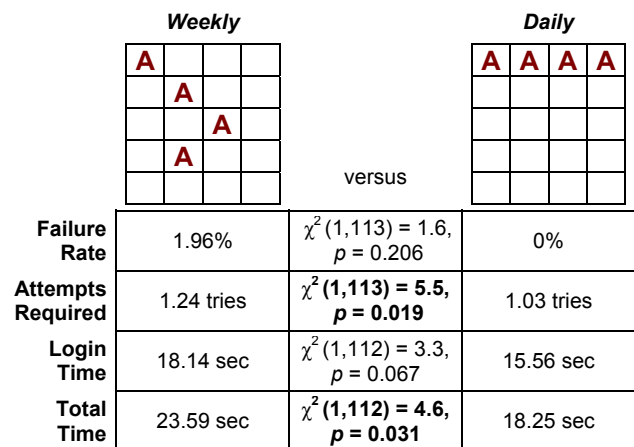 Weekly
Daily
A
A A A A
A
A
A
versus
Failure Rate
1.96%
χ² (1,113) = 1.6,
p = 0.206
0%
Attempts Required
1.24 tries
χ² (1,113) = 5.5,
p = 0.019
1.03 tries
Login Time
18.14 sec
χ² (1,112) = 3.3,
p = 0.067
15.56 sec
Total Time
23.59 sec
χ² (1,112) = 4.6,
p = 0.031
18.25 sec